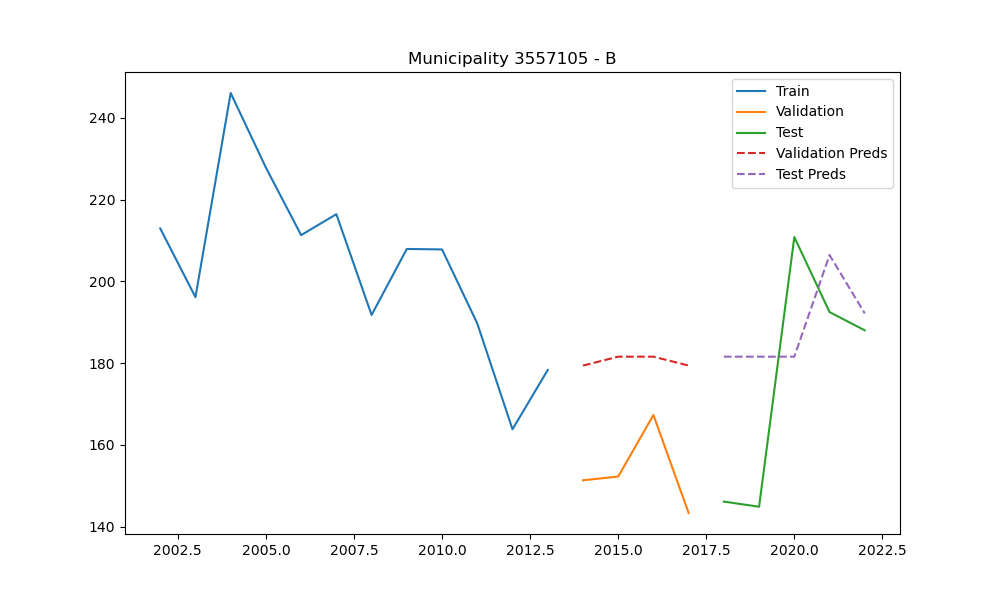 Municipality 3557105 - B
Train
Validation
Test
Validation Preds
Test Preds
240
220
200
180
160
140
2002.5 2005.0 2007.5 2010.0 2012.5 2015.0 2017.5 2020.0 2022.5